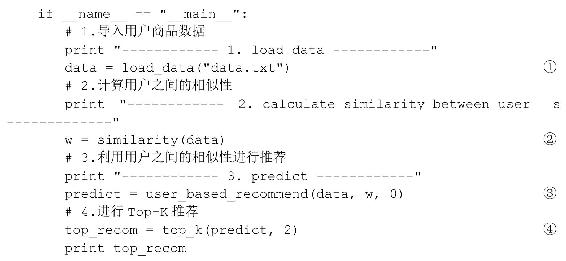 if __name__ == "__main__":
# 1.导入用户商品数据
print "------------ 1. load data ------------"
data = load_data("data.txt") ①
# 2.计算用户之间的相似性
print "------------ 2. calculate similarity between user s
-------------"
w = similarity(data) ②
# 3.利用用户之间的相似性进行推荐
print "------------ 3. predict ------------"
predict = user_based_recommend(data, w, 0) ③
# 4.进行 Top-K 推荐
top_recom = top_k(predict, 2) ④
print top_recom